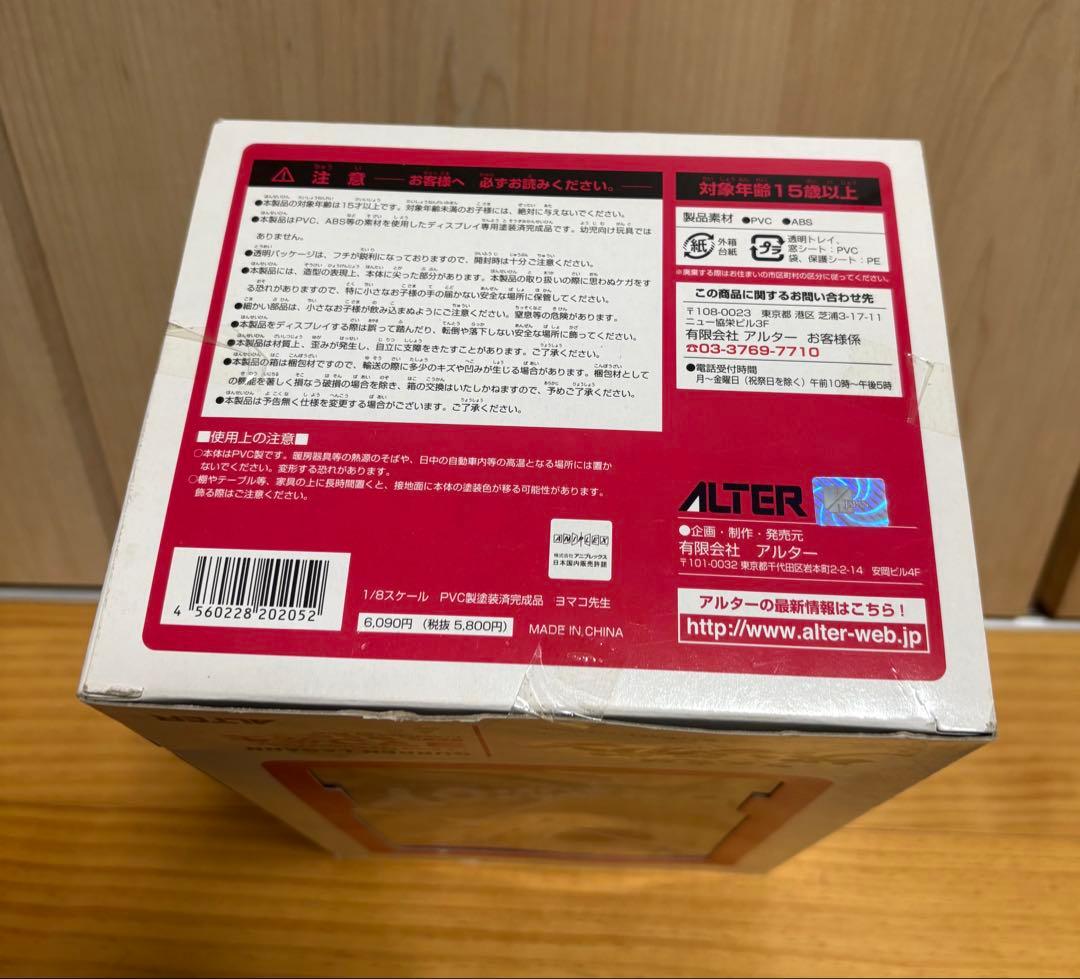 ⚠ 注意 ── お客様へ 必ずお読みください。──
●本製品の対象年齢は15才以上です。対象年齢未満のお子様には、絶対に与えないでください。
●本製品はPVC、ABS等の素材を使用したディスプレイ専用塗装済完成品です。幼児向け玩具では
ありません。
●透明パッケージは、フチが鋭利になっておりますので、開封時は十分ご注意ください。
●本製品には、造型の表現上、本体に尖った部分があります。本製品の取り扱いの際に思わぬケガをす
る恐れがありますので、特に小さなお子様の手の届かない安全な場所に保管してください。
●細かい部品は、小さなお子様が飲み込まぬようにご注意ください。窒息等の危険があります。
●本製品をディスプレイする際は誤って踏んだり、転倒や落下しない安全な場所に飾ってください。
●本製品は材質上、歪みが発生し、自立に支障をきたすことがあります。ご了承ください。
●本製品の箱は梱包材ですので、輸送の際に多少のキズや凹みが生じる場合があります。梱包材として
の機能を著しく損なう破損の場合を除き、箱の交換はいたしかねますので、予めご了承ください。
●本製品は予告無く仕様を変更する場合がございます。ご了承ください。
■使用上の注意■
○本体はPVC製です。暖房器具等の熱源のそばや、日中の自動車内等の高温となる場所には置か
ないでください。変形する恐れがあります。
○棚やテーブル等、家具の上に長時間置くと、接地面に本体の塗装色が移る可能性があります。
飾る際はご注意ください。
4 560228 202052
ANIPLEX
株式会社アニプレックス
日本国内販売許諾
1/8スケール PVC製塗装済完成品 ヨマコ先生
6,090円 (税抜 5,800円)
MADE IN CHINA
対象年齢15歳以上
製品素材 ●PVC ●ABS
紙 外箱
台紙
プラ 透明トレイ、
窓シート：PVC
袋、保護シート：PE
※廃棄する際はお住まいの市区町村の区分に従ってください。
この商品に関するお問い合わせ先
〒108-0023 東京都 港区 芝浦3-17-11
ニュー協栄ビル3F
有限会社 アルター お客様係
☎03-3769-7710
●電話受付時間
月～金曜日（祝祭日を除く）午前10時～午後5時
ALTER
●企画・制作・発売元
有限会社 アルター
〒101-0032 東京都千代田区岩本町2-2-14 安岡ビル4F
アルターの最新情報はこちら！
http://www.alter-web.jp
ALTER